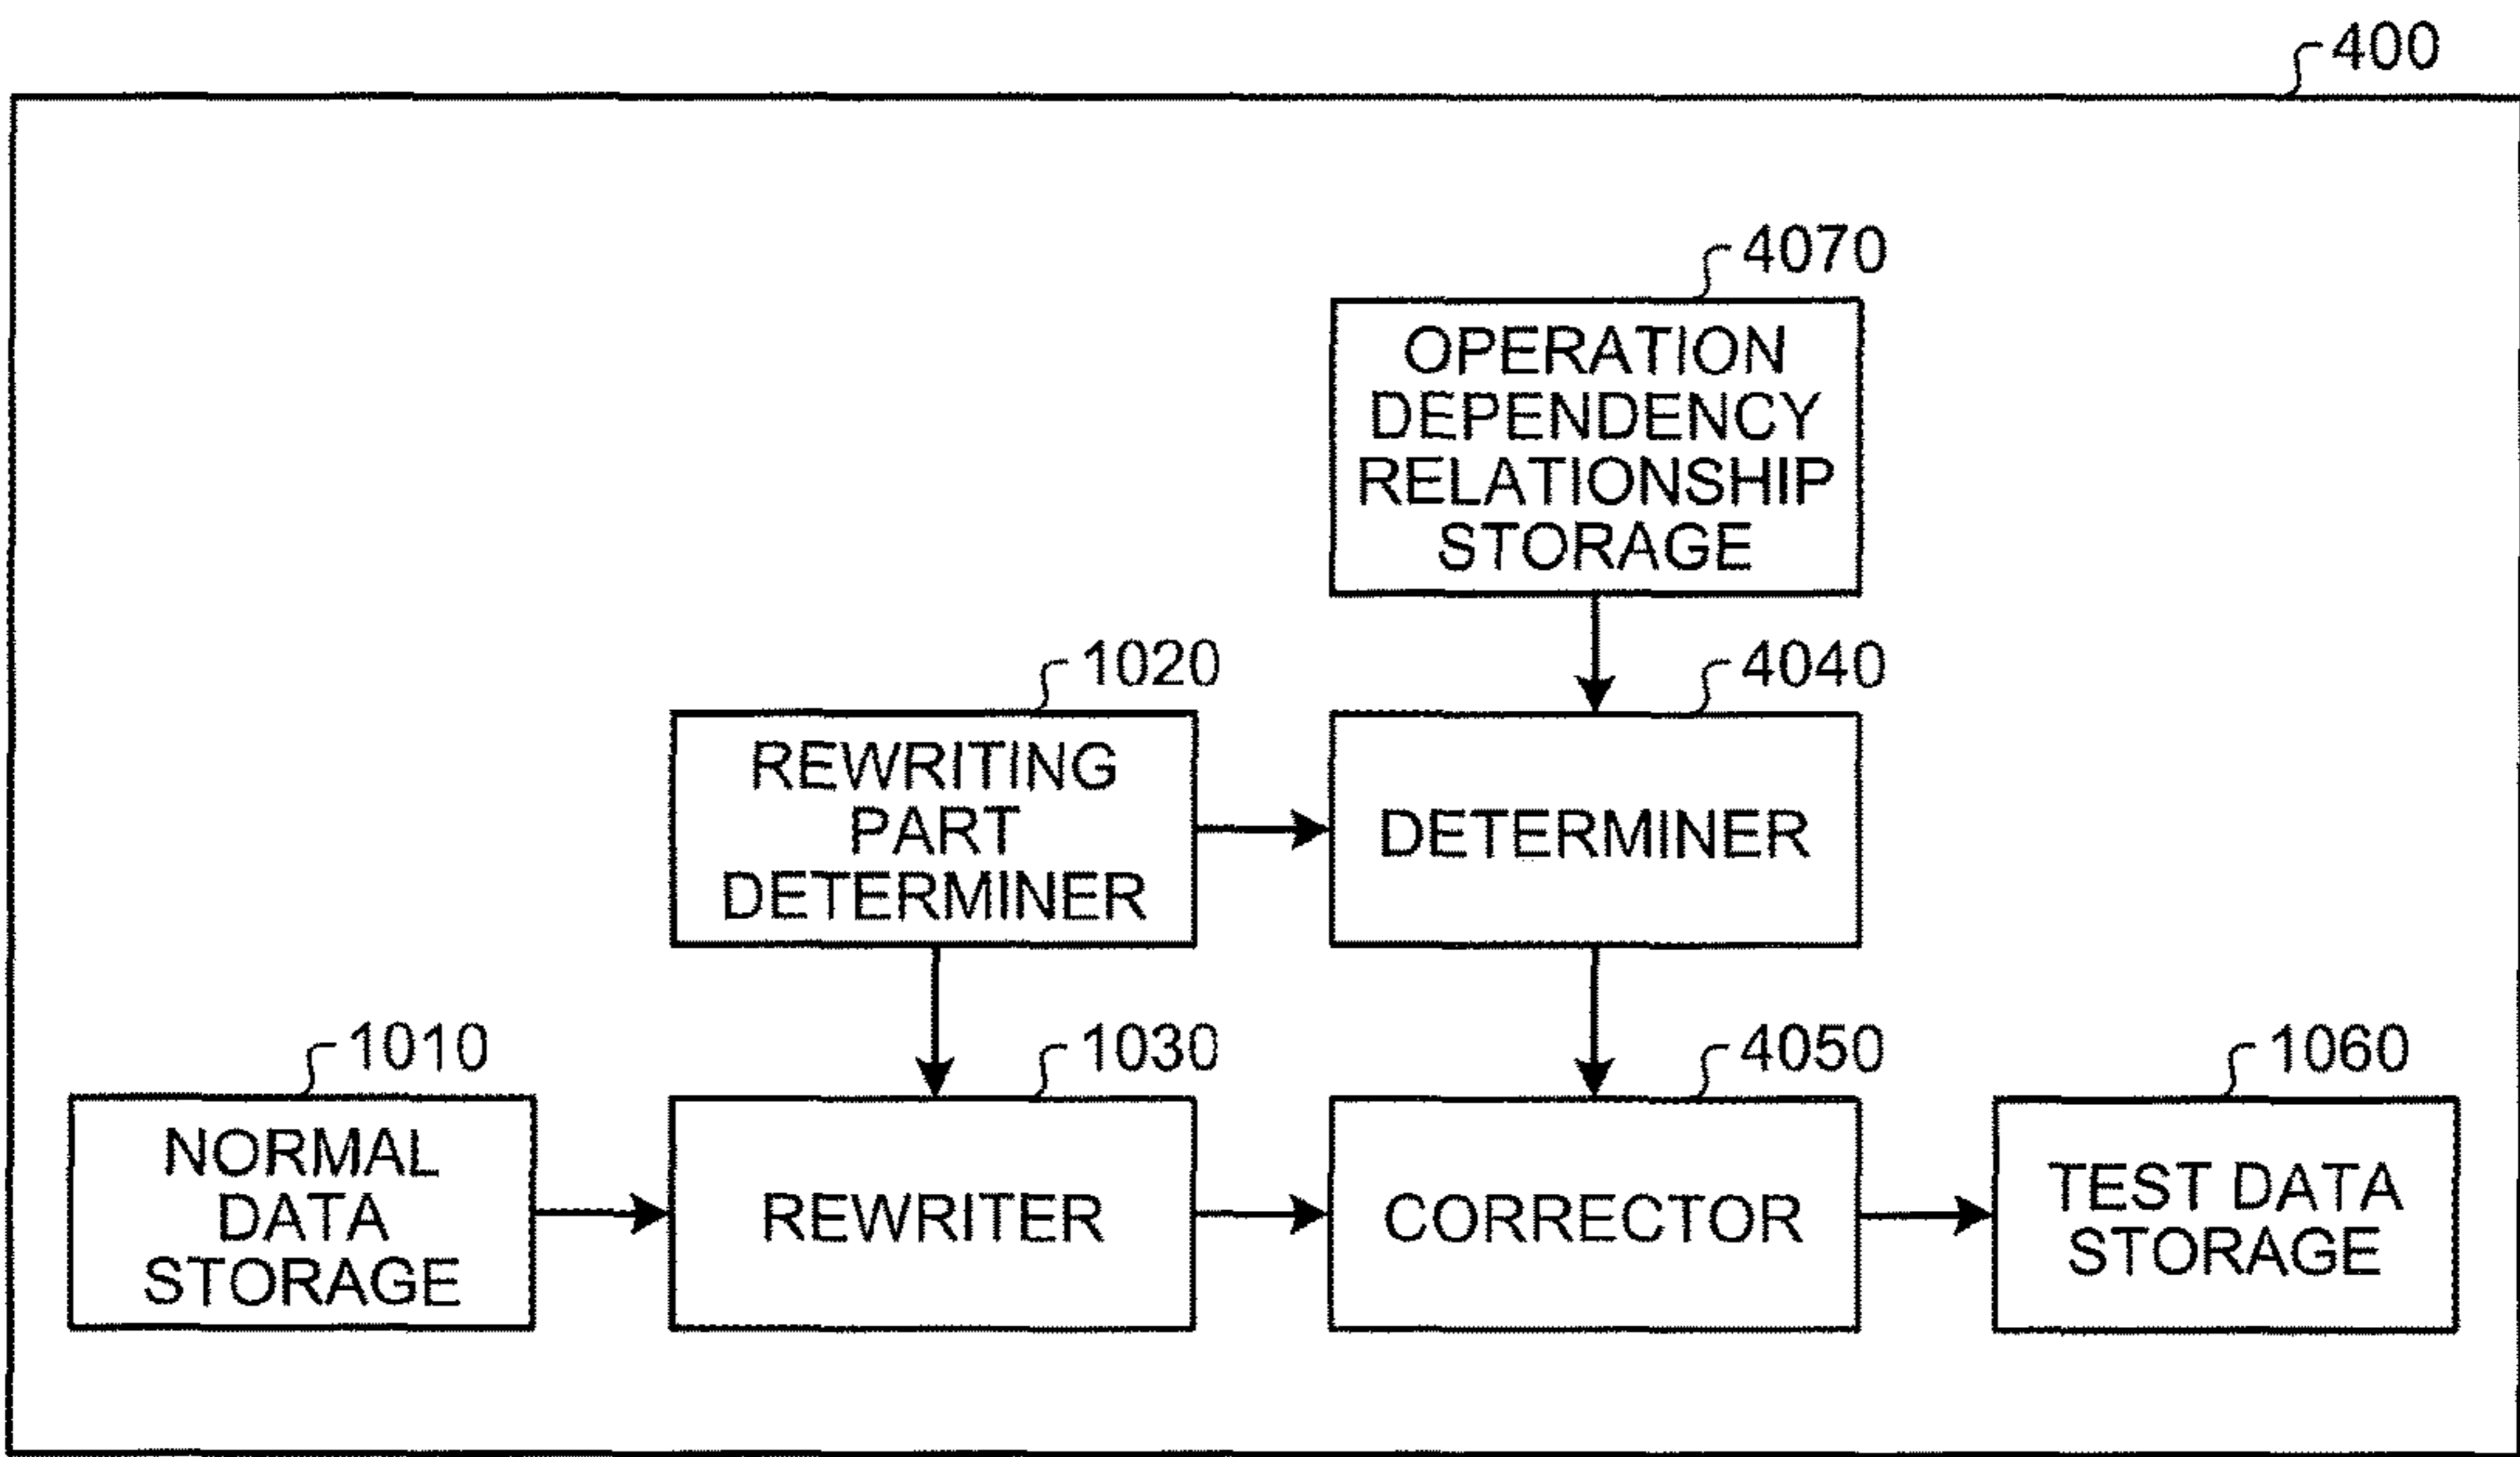 400
4070
OPERATION
DEPENDENCY
RELATIONSHIP
STORAGE
1020
REWRITING
PART
DETERMINER
4040
DETERMINER
1010
NORMAL
DATA
STORAGE
1030
REWRITER
4050
CORRECTOR
1060
TEST DATA
STORAGE